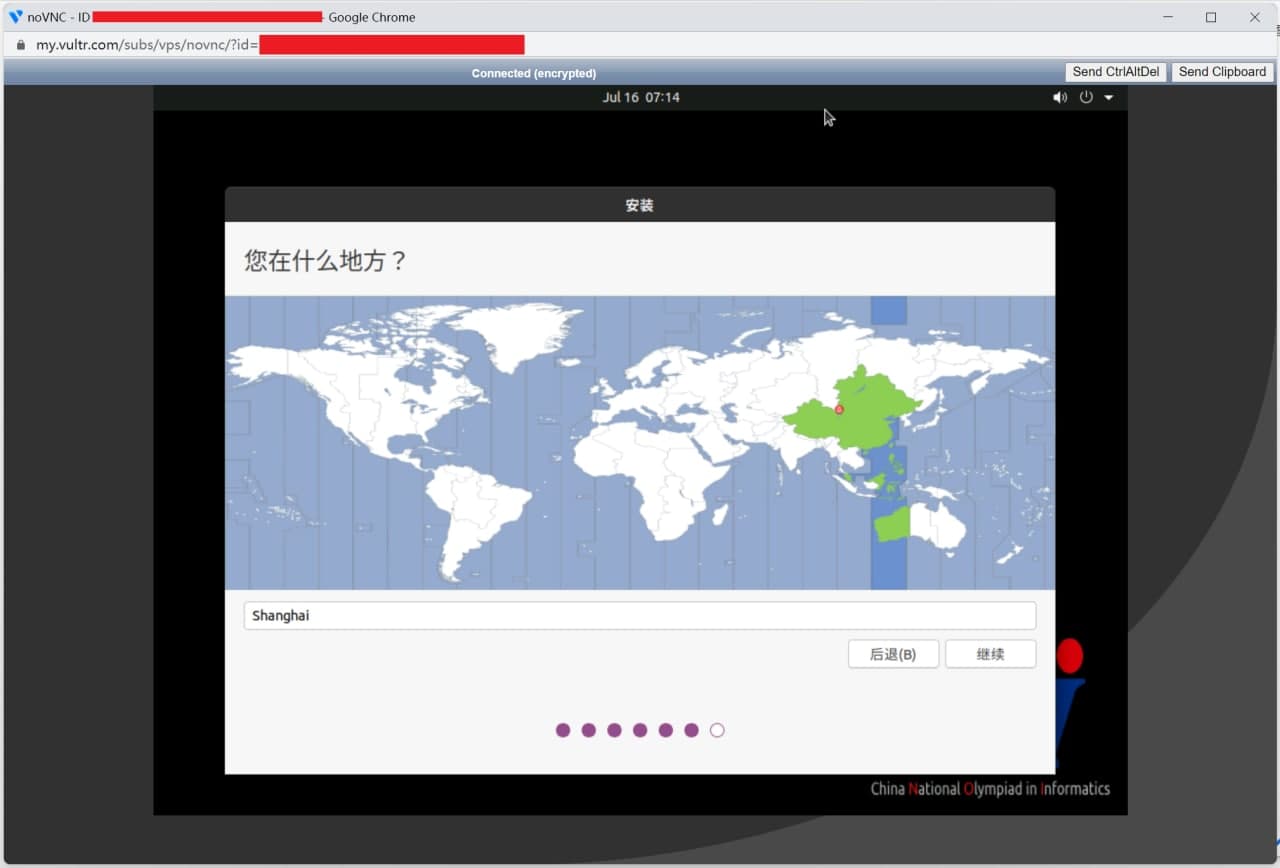 noVNC - ID - Google Chrome
my.vultr.com/subs/vps/novnc/?id=
Connected (encrypted)
Send CtrlAltDel
Send Clipboard
Jul 16 07:14
安装
您在什么地方？
Shanghai
后退(B)
继续
China National Olympiad in Informatics